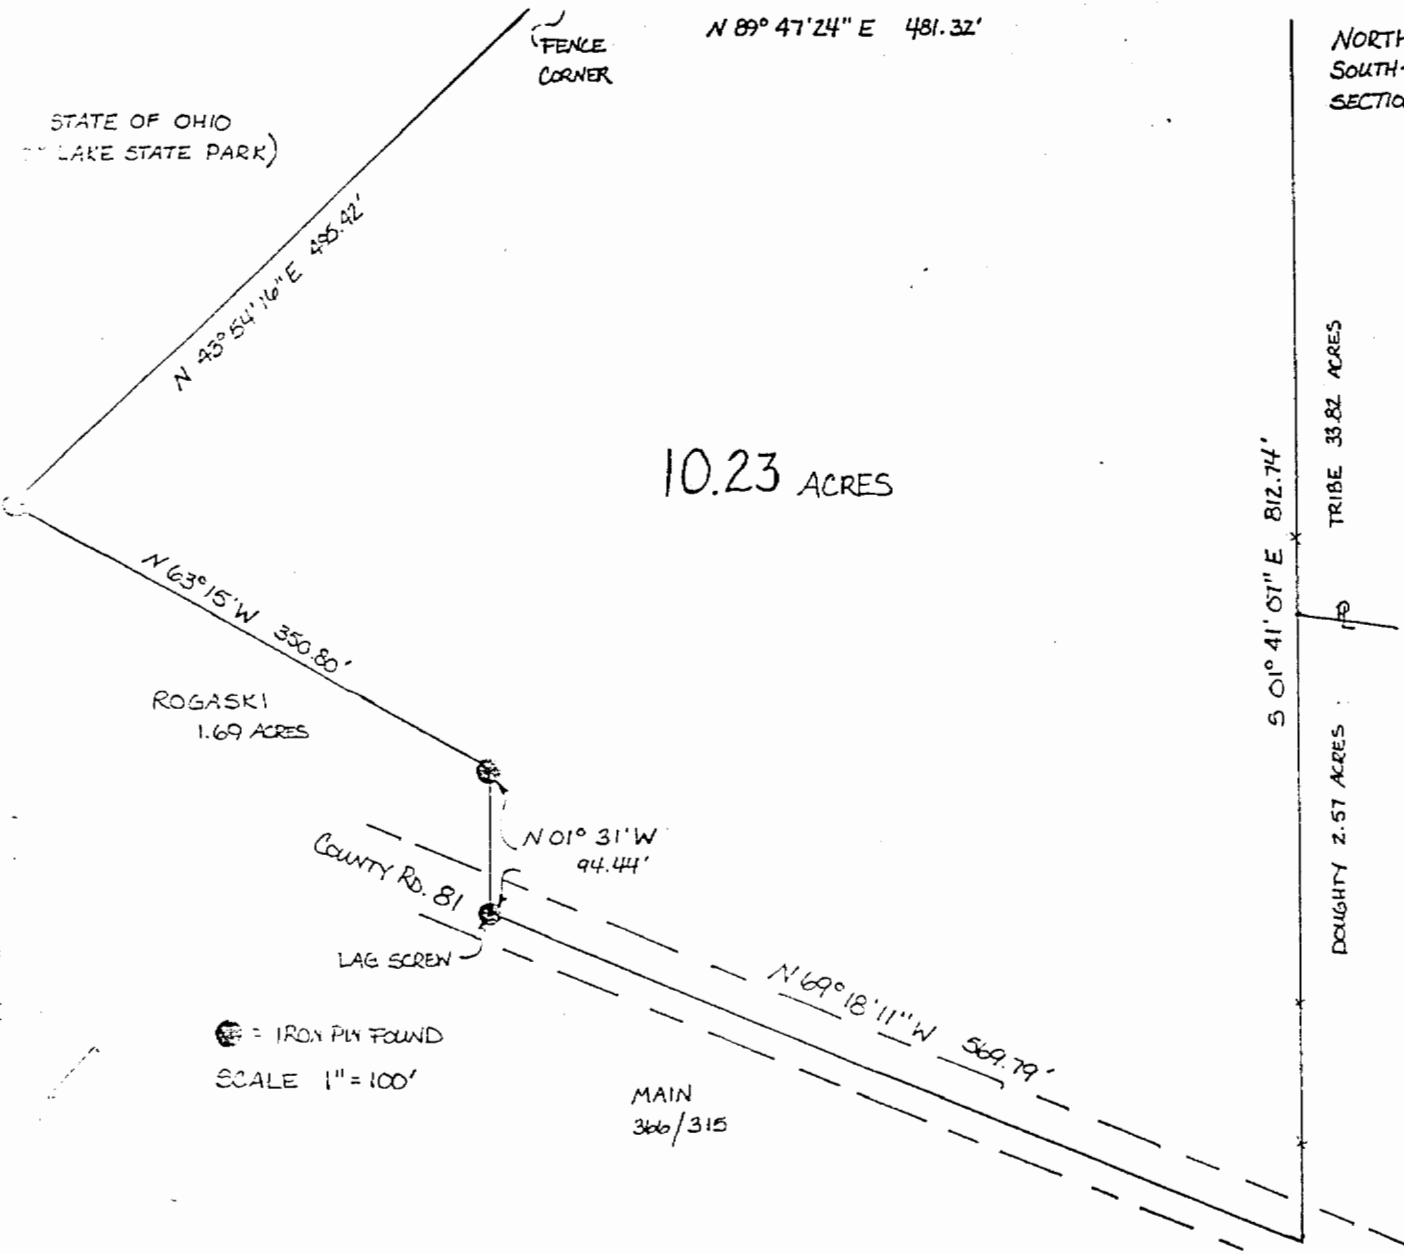 N 89° 47' 24" E 481.32'
FENCE
CORNER
NORTH
SOUTH-
SECTIO
STATE OF OHIO
LAKE STATE PARK)
N 43° 54' 16" E 495.42'
10.23 ACRES
TRIBE 33.82 ACRES
S 01° 41' 07" E 812.74'
N 63° 15' W 350.80'
ROGASKI
1.69 ACRES
DOUGHTY 2.57 ACRES
N 01° 31' W
94.44'
COUNTY RD. 81
LAG SCREW
N 69° 18' 11" W 569.79'
= IRON PIN FOUND
SCALE 1" = 100'
MAIN
366/315